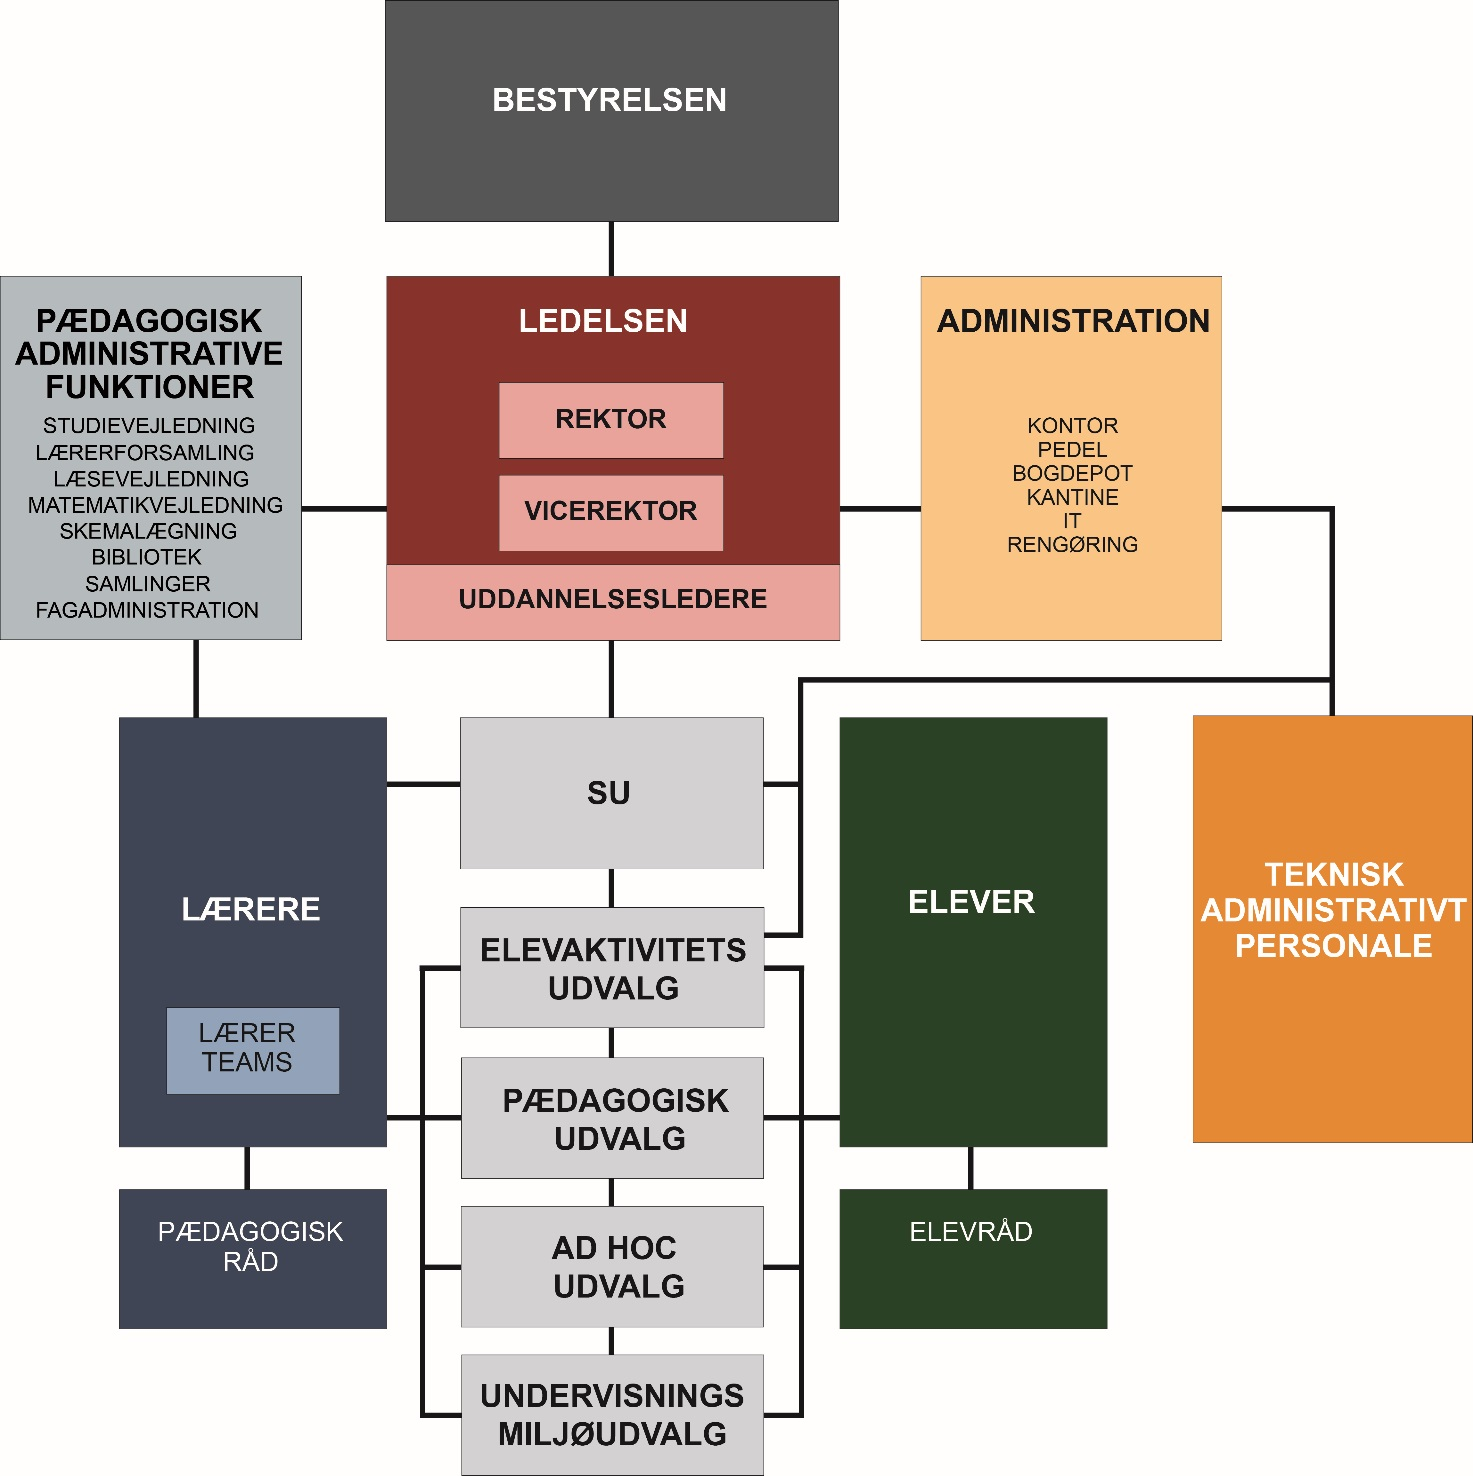 BESTYRELSEN
PÆDAGOGISK
ADMINISTRATIVE
FUNKTIONER
STUDIEVEJLEDNING
LÆRERFORSAMLING
LÆSEVEJLEDNING
MATEMATIKVEJLEDNING
SKEMALÆGNING
BIBLIOTEK
SAMLINGER
FAGADMINISTRATION
LEDELSEN
REKTOR
VICEREKTOR
UDDANNELSESLEDERE
ADMINISTRATION
KONTOR
PEDEL
BOGDEPOT
KANTINE
IT
RENGØRING
LÆRERE
LÆRER
TEAMS
PÆDAGOGISK
RÅD
SU
ELEVAKTIVITETS
UDVALG
PÆDAGOGISK
UDVALG
AD HOC
UDVALG
UNDERVISNINGS
MILJØUDVALG
ELEVER
ELEVRÅD
TEKNISK
ADMINISTRATIVT
PERSONALE